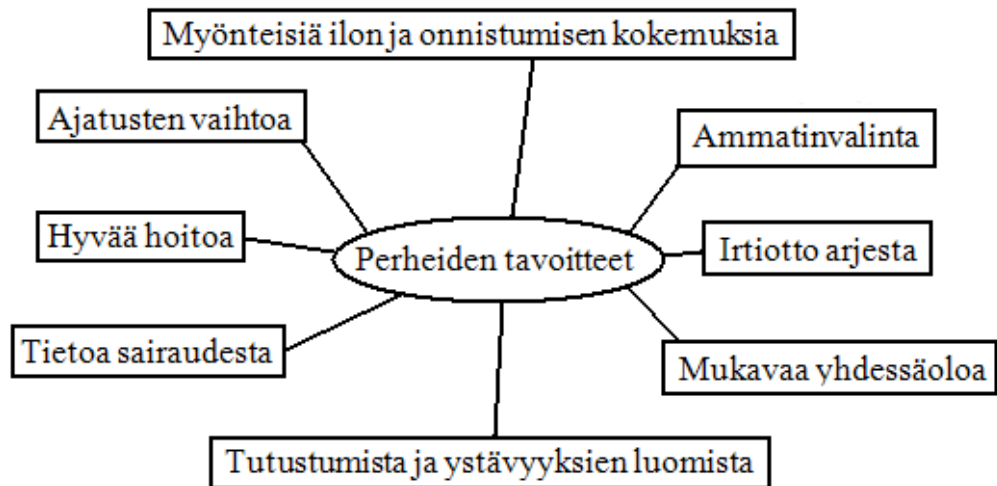 Myönteisiä ilon ja onnistumisen kokemuksia
Ajatusten vaihtoa
Ammatinvalinta
Hyvää hoitoa
Perheiden tavoitteet
Irtiotto arjesta
Tietoa sairaudesta
Mukavaa yhdessäoloa
Tutustumista ja ystävyyksien luomista